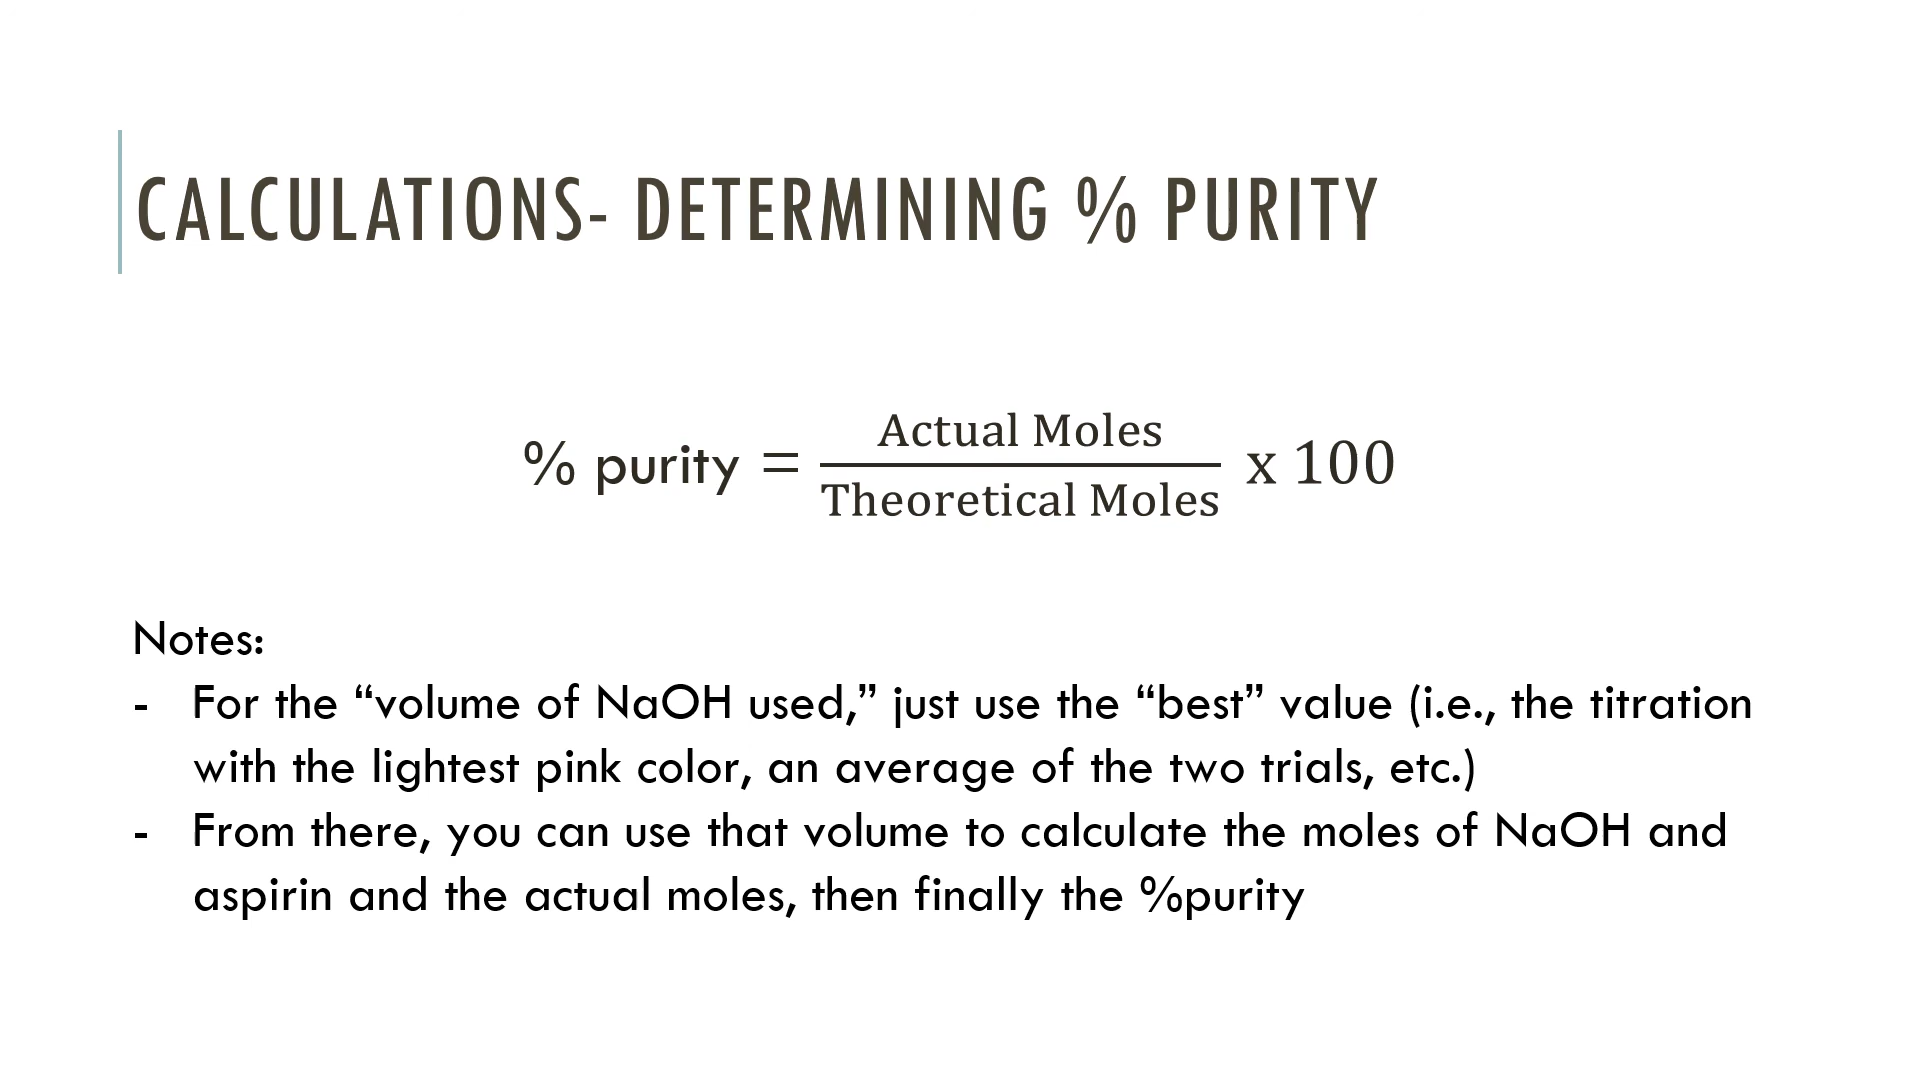 CALCULATIONS- DETERMINING % PURITY
% purity = Actual Moles / Theoretical Moles x 100
Notes:
- For the “volume of NaOH used,” just use the “best” value (i.e., the titration
with the lightest pink color, an average of the two trials, etc.)
- From there, you can use that volume to calculate the moles of NaOH and
aspirin and the actual moles, then finally the %purity